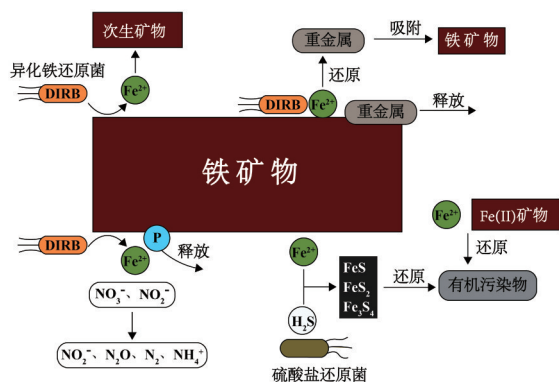 次生矿物
异化铁还原菌
DIRB
Fe²⁺
重金属
吸附
铁矿物
还原
DIRB
Fe²⁺
重金属
释放
铁矿物
DIRB
Fe²⁺
P
释放
NO₃⁻、NO₂⁻
NO₂⁻、N₂O、N₂、NH₄⁺
Fe²⁺
H₂S
硫酸盐还原菌
FeS
FeS₂
Fe₃S₄
还原
Fe²⁺
Fe(II)矿物
还原
有机污染物